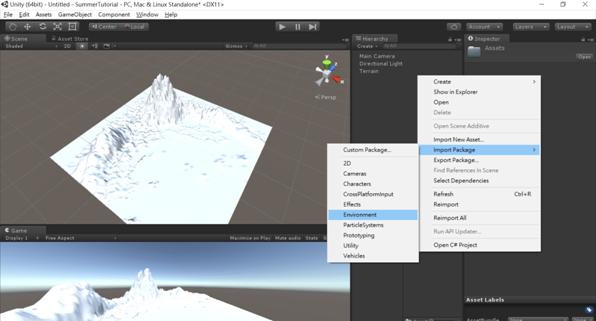 Unity (64bit) - Untitled - SummerTutorial - PC, Mac & Linux Standalone* <DX11>
File Edit Assets GameObject Component Window Help
Center Local
Account Layers Layout
Scene Asset Store
Shaded 2D Gizmos
Persp
Hierarchy
Create
Main Camera
Directional Light
Terrain
Inspector
Assets
Open
Create
Show in Explorer
Open
Delete
Open Scene Additive
Import New Asset...
Import Package
Export Package...
Find References In Scene
Select Dependencies
Refresh Ctrl+R
Reimport
Reimport All
Run API Updater...
Open C# Project
Custom Package...
2D
Cameras
Characters
CrossPlatformInput
Effects
Environment
ParticleSystems
Prototyping
Utility
Vehicles
Game
Display 1 Free Aspect Maximize on Play Mute audio Stats
Asset Labels
AssetBundle